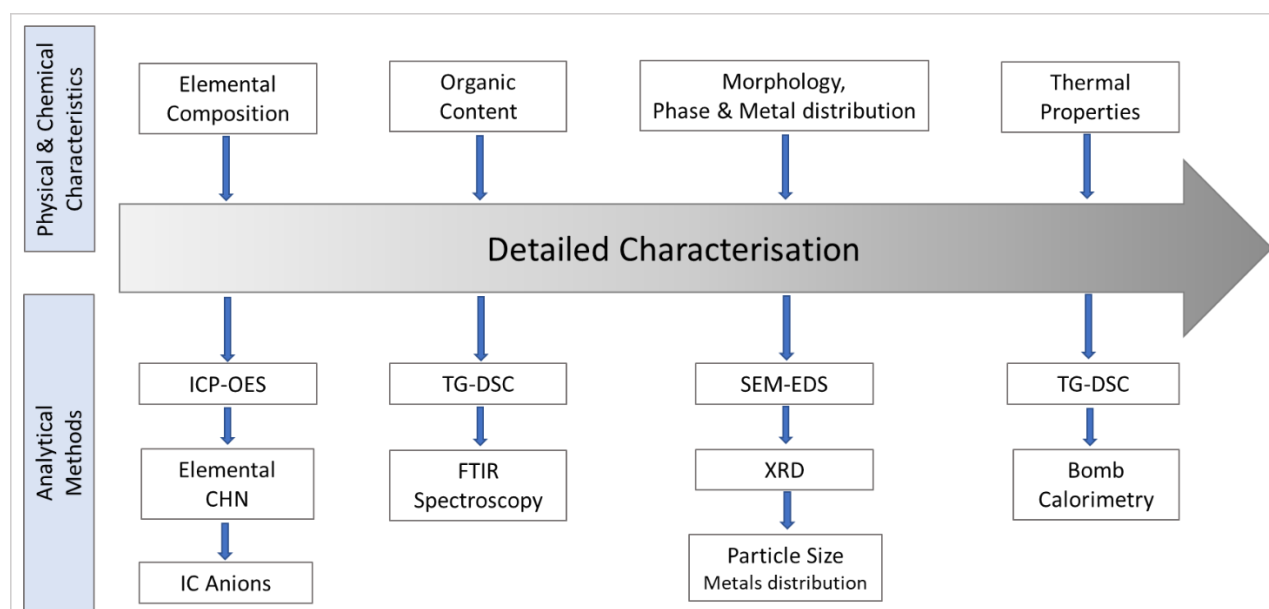 Physical & Chemical
Characteristics
Elemental
Composition
Organic
Content
Morphology,
Phase & Metal distribution
Thermal
Properties
Detailed Characterisation
Analytical
Methods
ICP-OES
Elemental
CHN
IC Anions
TG-DSC
FTIR
Spectroscopy
SEM-EDS
XRD
Particle Size
Metals distribution
TG-DSC
Bomb
Calorimetry